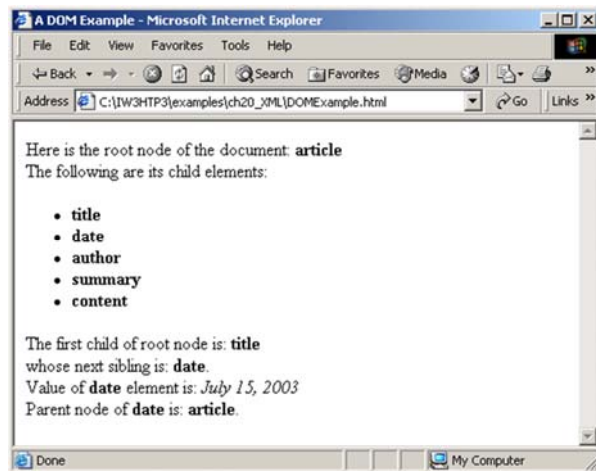 A DOM Example - Microsoft Internet Explorer
File Edit View Favorites Tools Help
Back Search Favorites Media »
Address C:\IW3HTP3\examples\ch20_XML\DOMExample.html Go Links »
Here is the root node of the document: article
The following are its child elements:
• title
• date
• author
• summary
• content
The first child of root node is: title
whose next sibling is: date.
Value of date element is: July 15, 2003
Parent node of date is: article.
Done My Computer